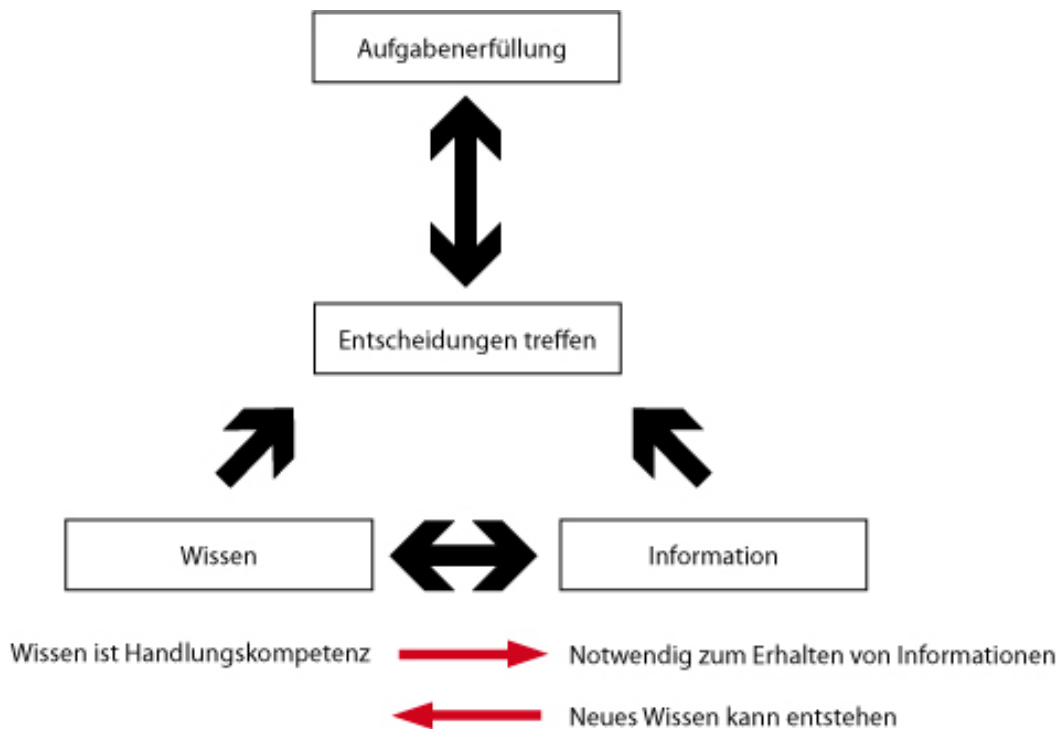 Aufgabenerfüllung
Entscheidungen treffen
Wissen
Information
Wissen ist Handlungskompetenz
Notwendig zum Erhalten von Informationen
Neues Wissen kann entstehen